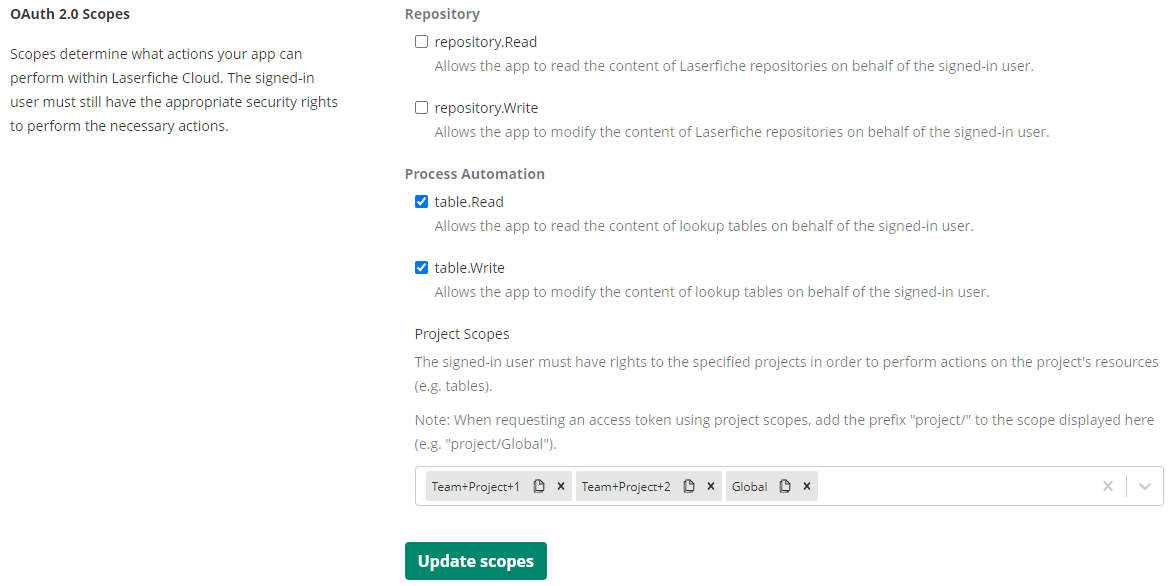 OAuth 2.0 Scopes
Scopes determine what actions your app can
perform within Laserfiche Cloud. The signed-in
user must still have the appropriate security rights
to perform the necessary actions.
Repository
repository.Read
Allows the app to read the content of Laserfiche repositories on behalf of the signed-in user.
repository.Write
Allows the app to modify the content of Laserfiche repositories on behalf of the signed-in user.
Process Automation
table.Read
Allows the app to read the content of lookup tables on behalf of the signed-in user.
table.Write
Allows the app to modify the content of lookup tables on behalf of the signed-in user.
Project Scopes
The signed-in user must have rights to the specified projects in order to perform actions on the project's resources
(e.g. tables).
Note: When requesting an access token using project scopes, add the prefix "project/" to the scope displayed here
(e.g. "project/Global").
Team+Project+1 Team+Project+2 Global
Update scopes